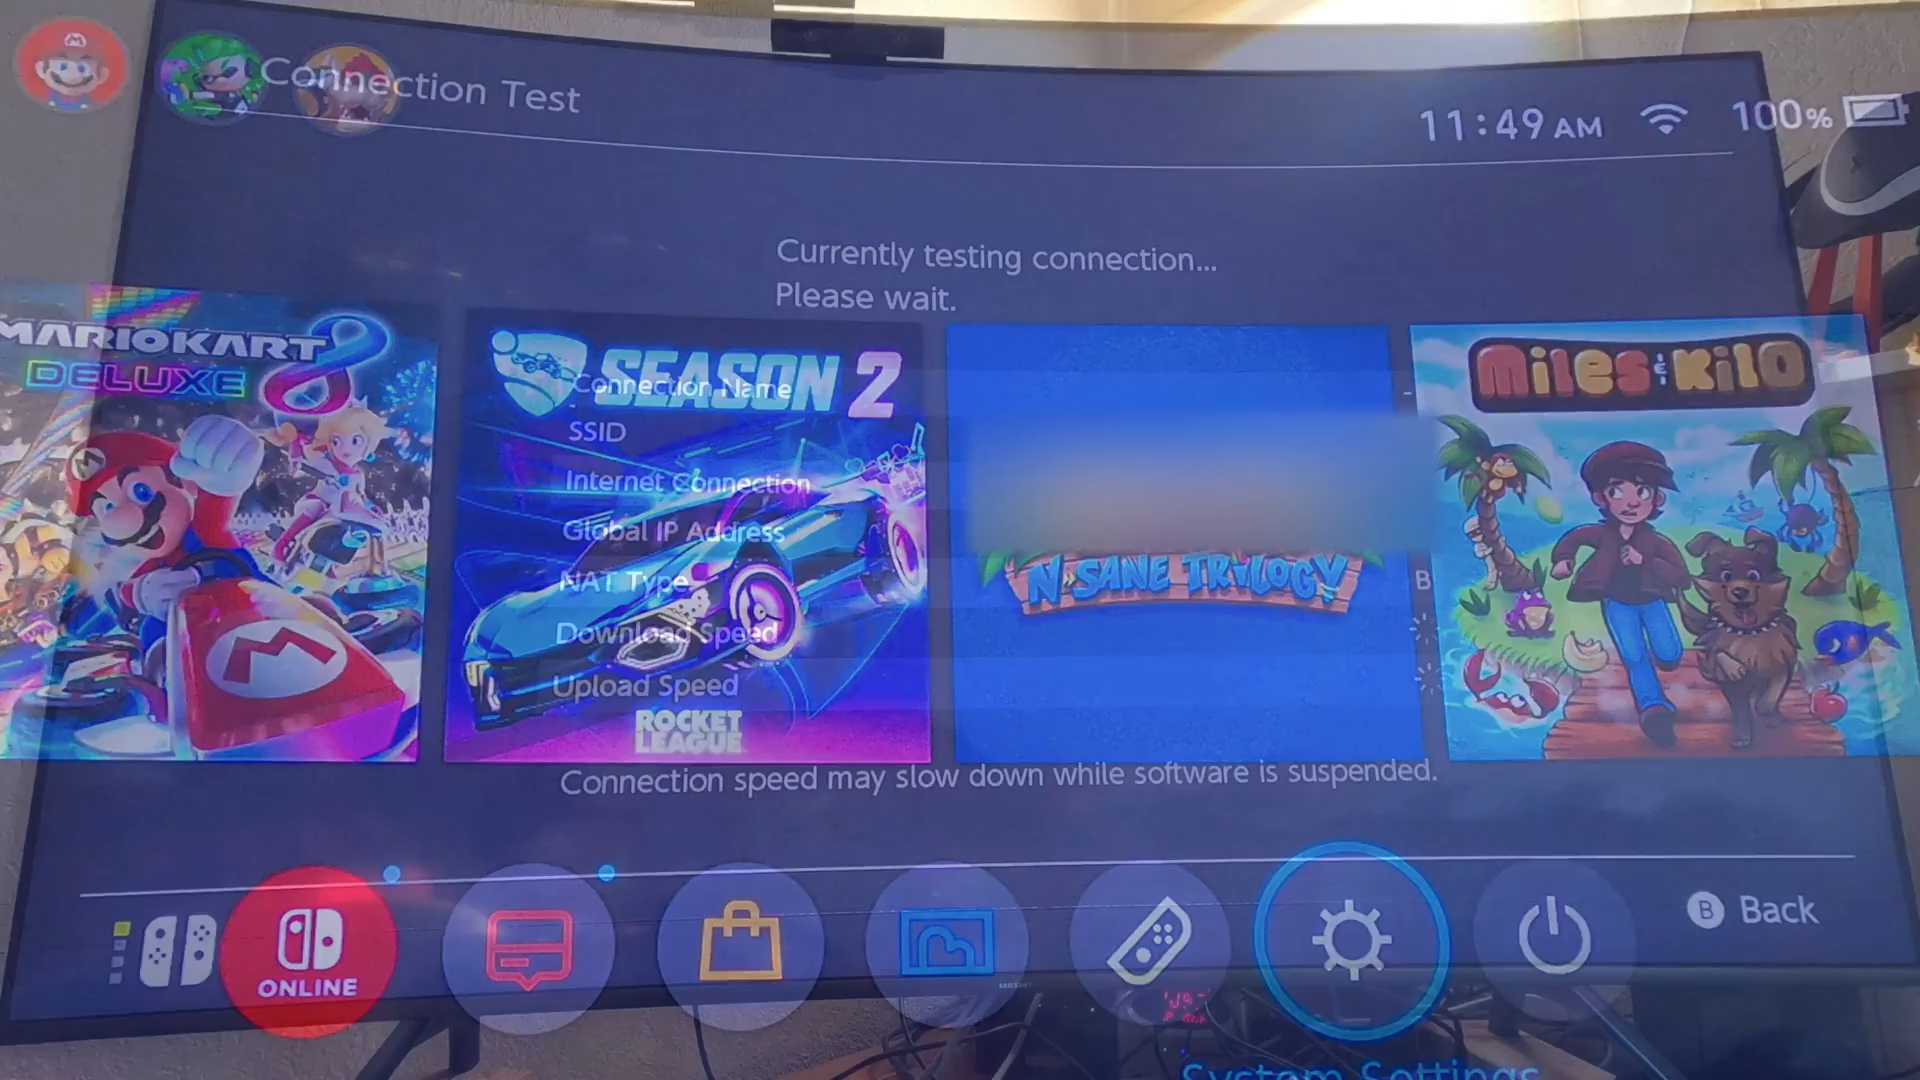 Connection Test
11:49 AM
100%
Currently testing connection...
Please wait.
MARIOKART 8
DELUXE
SEASON 2
ROCKET
LEAGUE
N. SANE TRILOGY
Miles & Kilo
Connection Name
SSID
Internet Connection
Global IP Address
NAT Type
B
Download Speed
Upload Speed
Connection speed may slow down while software is suspended.
ONLINE
B Back
SAMSUNG
System Settings